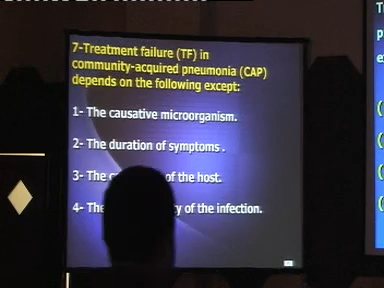 7-Treatment failure (TF) in
community-acquired pneumonia (CAP)
depends on the following except:
1- The causative microorganism.
2- The duration of symptoms .
3- The of the host.
4- The of the infection.